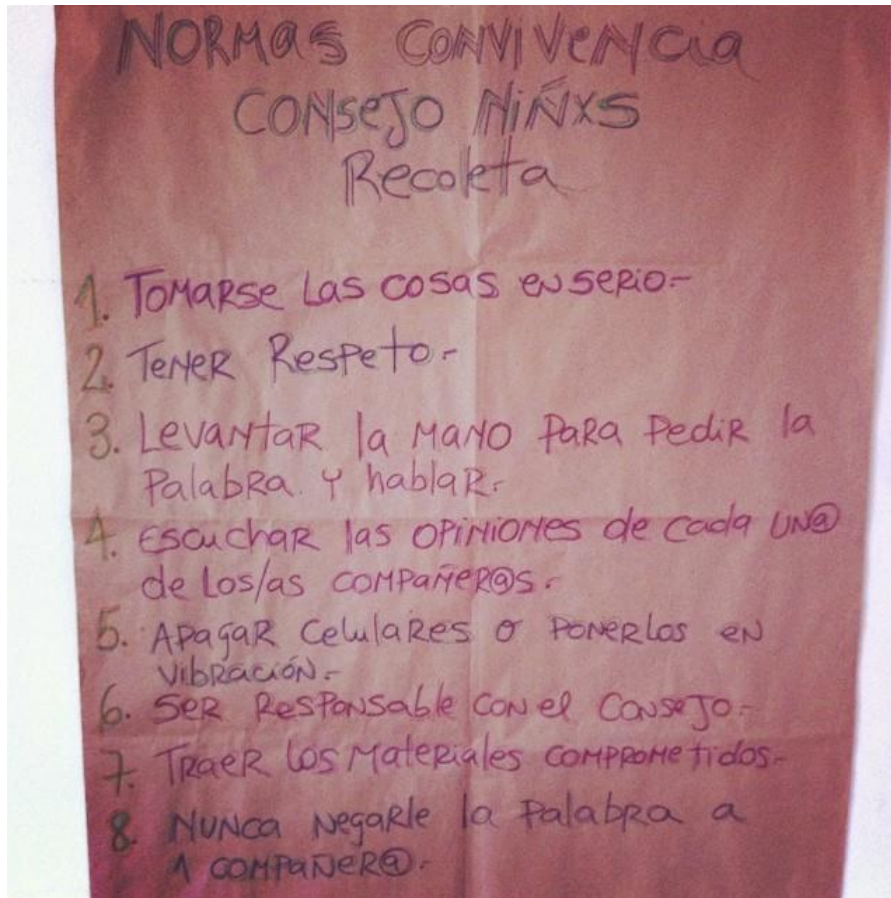 NORMas CONVIVeNCia
CONSeJO NiÑXS
Recoleta
1. TOMaRSe Las cosas eN seRio.-
2. TeNeR ResPeto.-
3. LevaNtaR la MaNO PaRa PediR la
PalabRa. Y hablaR.-
4. escuchaR las OPiNiONes de cada UN@
de Los/as COMPañeR@s.-
5. APagaR CelulaRes o PoNeRLos eN
vibRacióN.-
6. SeR ResPoNsable CoN el CoNseJo.-
7. TRaeR Los MateRiales COMPROMetidos.-
8. NUNca NegaRle la PalabRa a
1 COMPañeR@.-